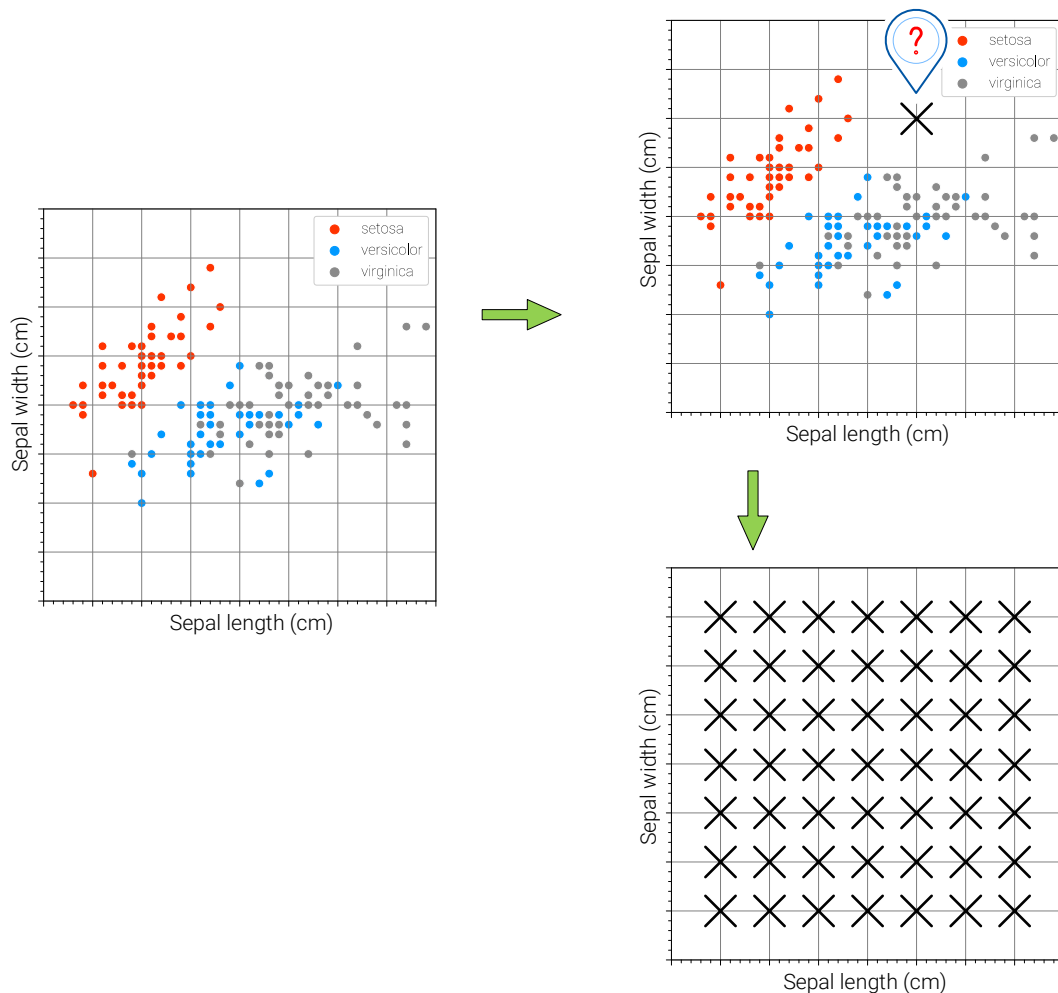 ?
setosa
versicolor
virginica
Sepal width (cm)
Sepal length (cm)
setosa
versicolor
virginica
Sepal width (cm)
Sepal length (cm)
Sepal width (cm)
Sepal length (cm)